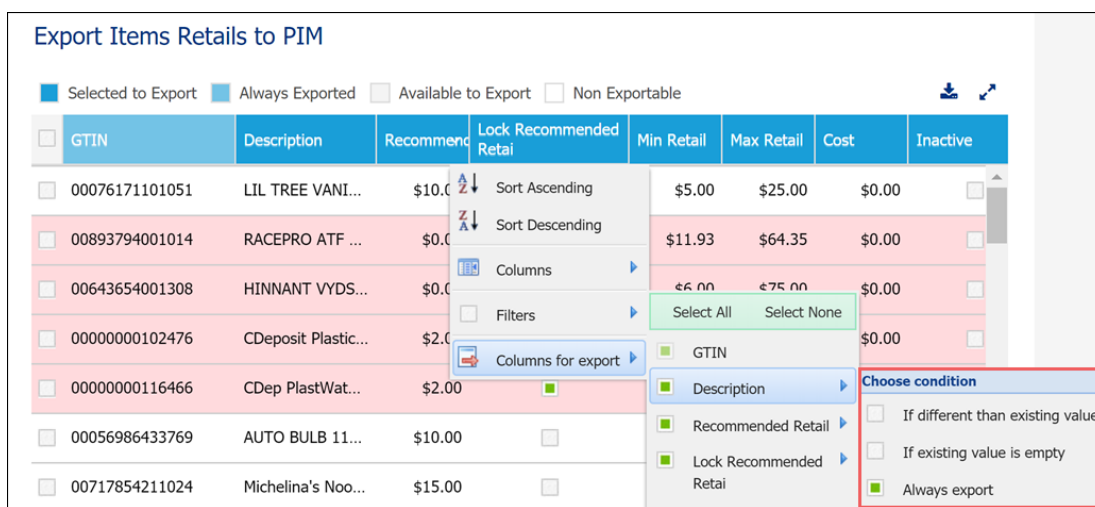 Export Items Retails to PIM
Selected to Export Always Exported Available to Export Non Exportable
GTIN Description Recommend Lock Recommended Retai Min Retail Max Retail Cost Inactive
00076171101051 LIL TREE VANI... $10.0 $5.00 $25.00 $0.00
00893794001014 RACEPRO ATF ... $0.0 $11.93 $64.35 $0.00
00643654001308 HINNANT VYDS... $0.0 $6.00 $75.00 $0.00
00000000102476 CDeposit Plastic... $2.0 $0.00
00000000116466 CDep PlastWat... $2.00
00056986433769 AUTO BULB 11... $10.00
00717854211024 Michelina's Noo... $15.00
Sort Ascending
Sort Descending
Columns
Filters
Columns for export
Select All Select None
GTIN
Description
Recommended Retail
Lock Recommended
Retai
Choose condition
If different than existing value
If existing value is empty
Always export